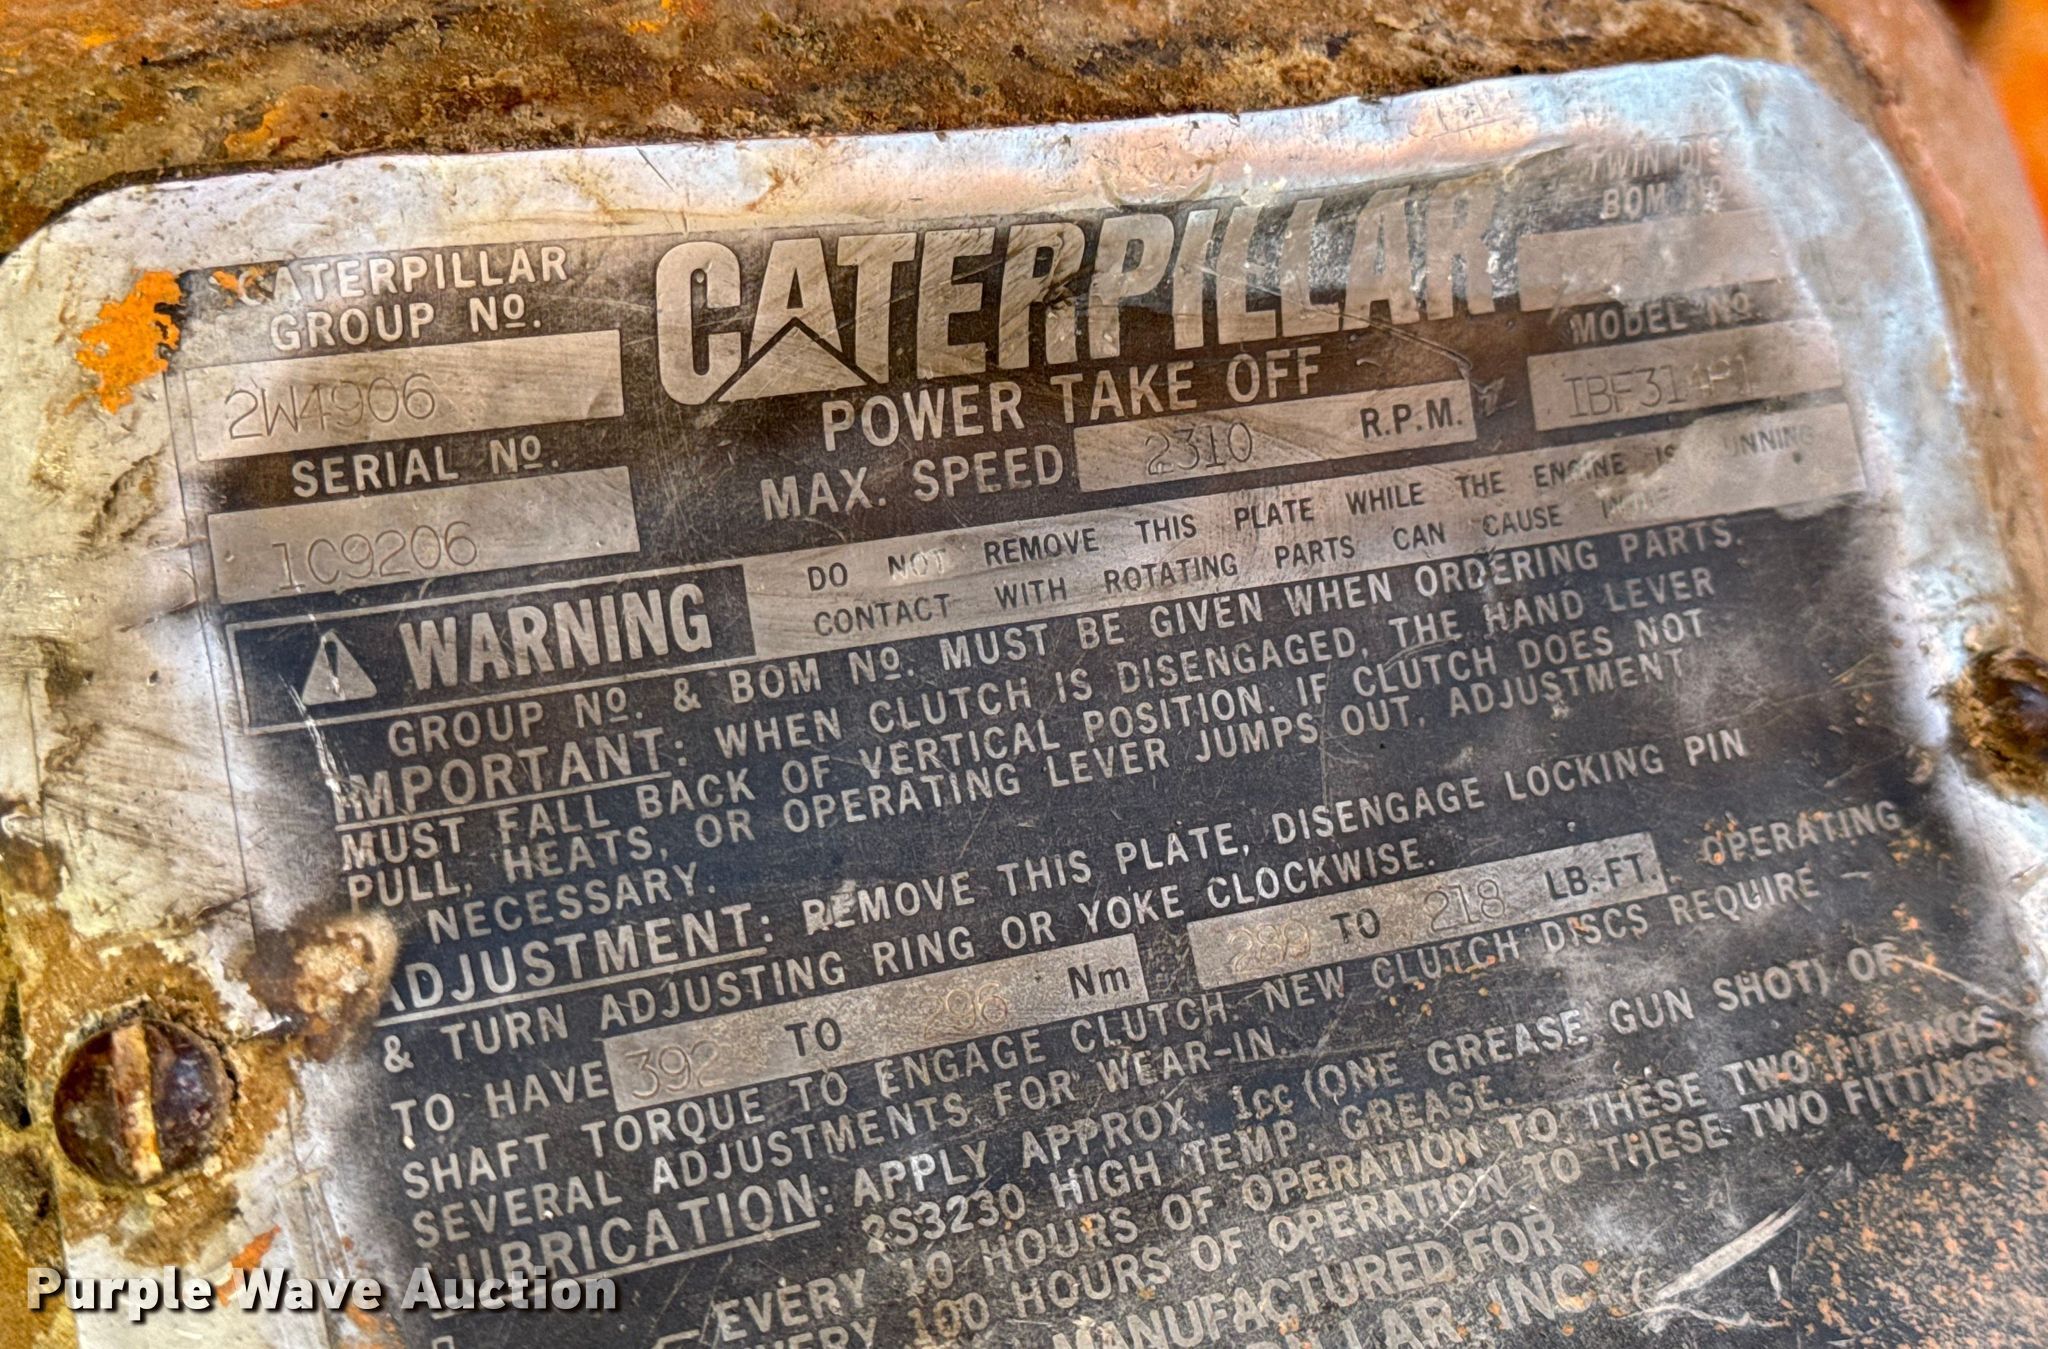 CATERPILLAR
GROUP Nº.
2W4906
SERIAL Nº.
1C9206
CATERPILLAR
POWER TAKE OFF
MAX. SPEED 2310 R.P.M.
TWIN DIS
BOM Nº
MODEL Nº.
IBF314P1
WARNING
DO NOT REMOVE THIS PLATE WHILE THE ENGINE IS UNNING
CONTACT WITH ROTATING PARTS CAN CAUSE
GROUP Nº. & BOM Nº. MUST BE GIVEN WHEN ORDERING PARTS.
IMPORTANT: WHEN CLUTCH IS DISENGAGED, THE HAND LEVER
MUST FALL BACK OF VERTICAL POSITION. IF CLUTCH DOES NOT
PULL, HEATS, OR OPERATING LEVER JUMPS OUT, ADJUSTMENT
NECESSARY.
ADJUSTMENT: REMOVE THIS PLATE, DISENGAGE LOCKING PIN
& TURN ADJUSTING RING OR YOKE CLOCKWISE.
TO HAVE 392 TO 296 Nm 289 TO 218 LB.-FT. OPERATING
SHAFT TORQUE TO ENGAGE CLUTCH. NEW CLUTCH DISCS REQUIRE
SEVERAL ADJUSTMENTS FOR WEAR-IN.
LUBRICATION: APPLY APPROX. 1cc (ONE GREASE GUN SHOT) OF
2S3230 HIGH TEMP. GREASE.
EVERY 10 HOURS OF OPERATION TO THESE TWO FITTINGS
EVERY 100 HOURS OF OPERATION TO THESE TWO FITTINGS
MANUFACTURED FOR
CATERPILLAR, INC.
Purple Wave Auction